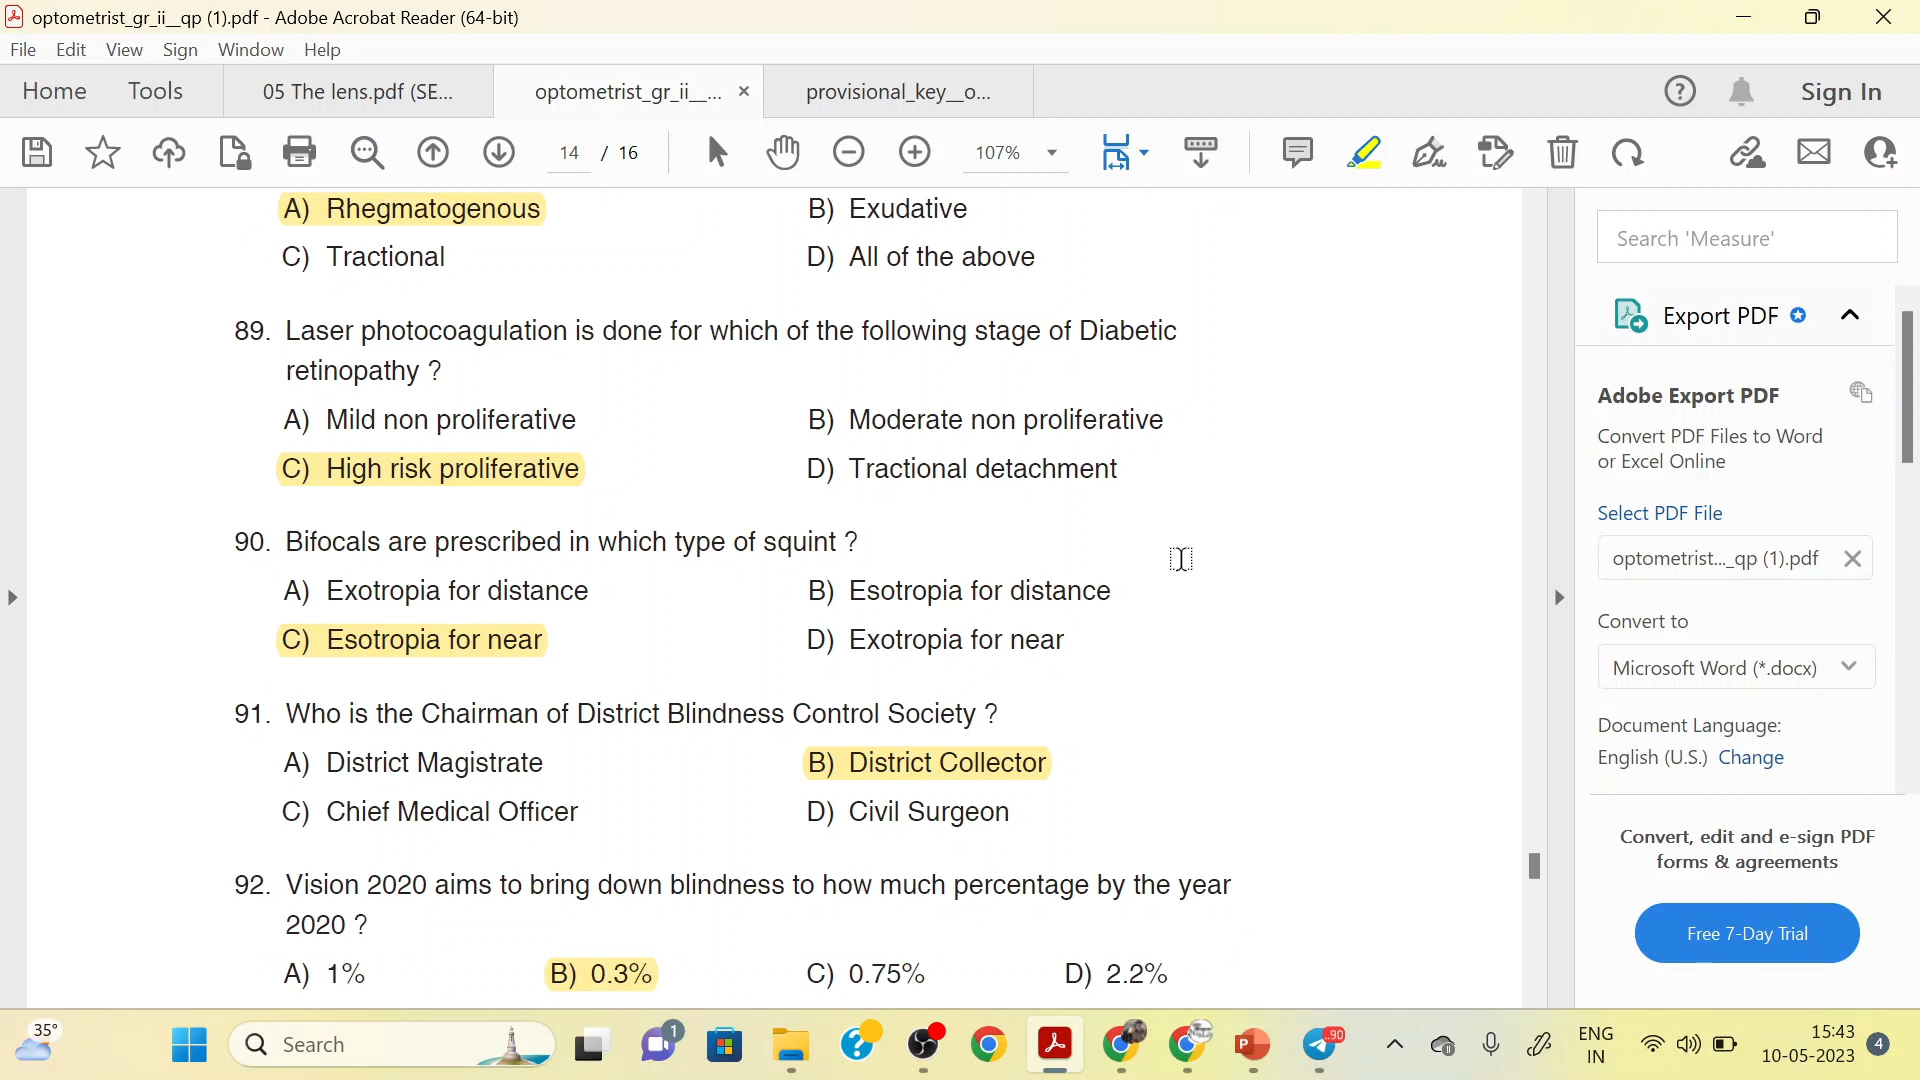 optometrist_gr_ii_qp (1).pdf - Adobe Acrobat Reader (64-bit)
File Edit View Sign Window Help
Home Tools 05 The lens.pdf (SE... optometrist_gr_ii_... × provisional_key__o... Sign In
14 / 16 107%
A) Rhegmatogenous B) Exudative
C) Tractional D) All of the above
89. Laser photocoagulation is done for which of the following stage of Diabetic
retinopathy ?
A) Mild non proliferative B) Moderate non proliferative
C) High risk proliferative D) Tractional detachment
90. Bifocals are prescribed in which type of squint ?
A) Exotropia for distance B) Esotropia for distance
C) Esotropia for near D) Exotropia for near
91. Who is the Chairman of District Blindness Control Society ?
A) District Magistrate B) District Collector
C) Chief Medical Officer D) Civil Surgeon
92. Vision 2020 aims to bring down blindness to how much percentage by the year
2020 ?
A) 1% B) 0.3% C) 0.75% D) 2.2%
Search 'Measure'
Export PDF
Adobe Export PDF
Convert PDF Files to Word
or Excel Online
Select PDF File
optometrist..._qp (1).pdf
Convert to
Microsoft Word (*.docx)
Document Language:
English (U.S.) Change
Convert, edit and e-sign PDF
forms & agreements
Free 7-Day Trial
35°
Search
1
..90
ENG
IN
15:43
10-05-2023
4